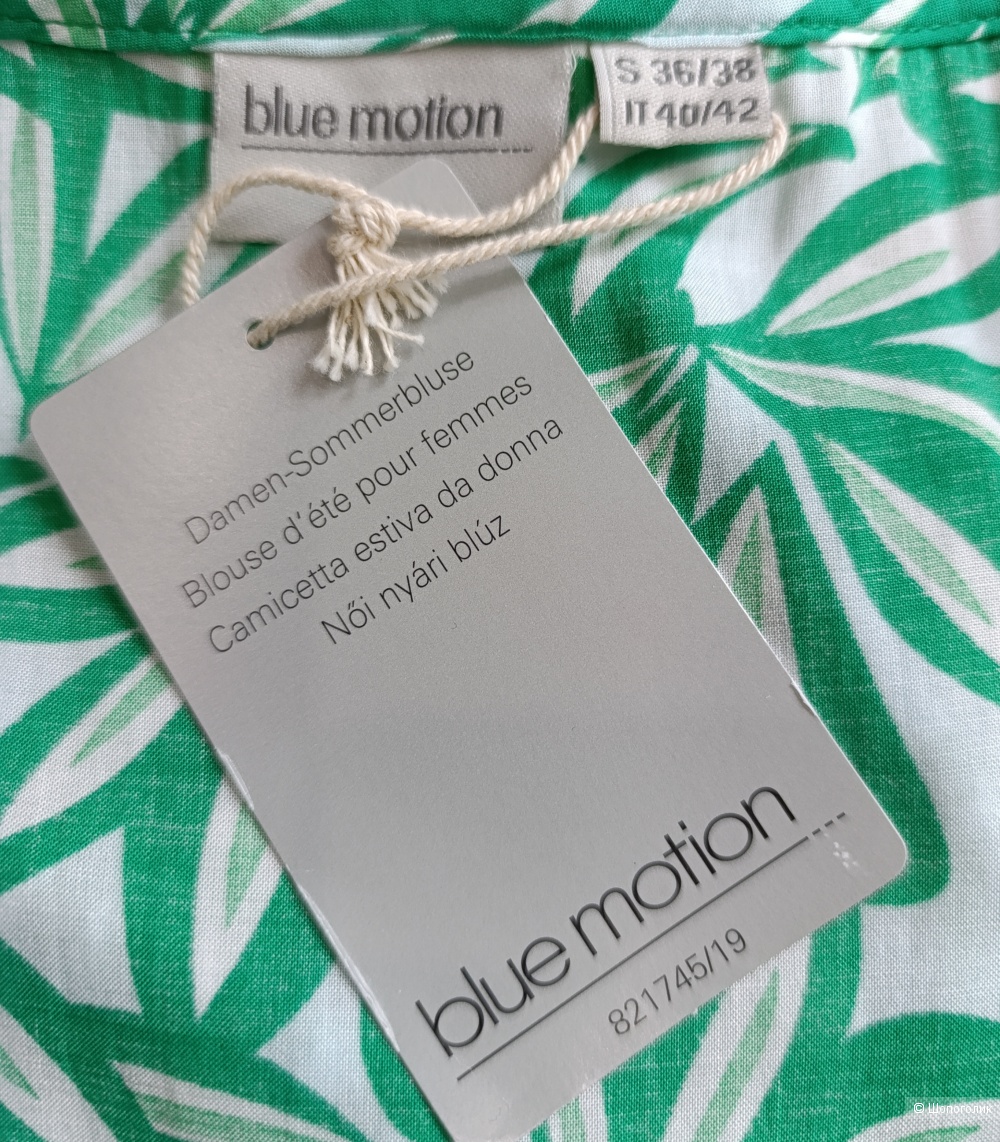 blue motion
S 36/38
IT 40/42
Damen-Sommerbluse
Blouse d'été pour femmes
Camicetta estiva da donna
Női nyári blúz
blue motion
821745/19
© Шопоголик